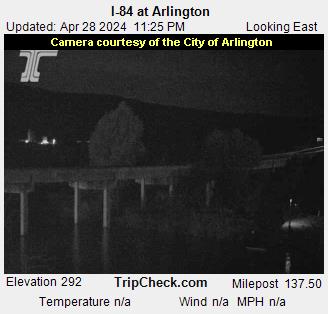 I-84 at Arlington
Updated: Apr 28 2024 11:25 PM Looking East
Camera courtesy of the City of Arlington
Elevation 292 TripCheck.com Milepost 137.50
Temperature n/a Wind n/a MPH n/a